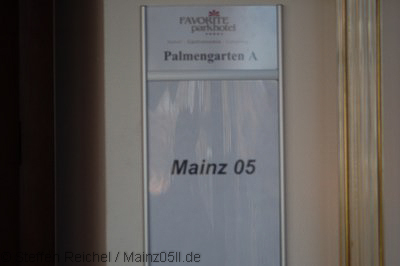 FAVORITE
parkhotel
Palmengarten A
Mainz 05
Reichel / Mainz05II.de